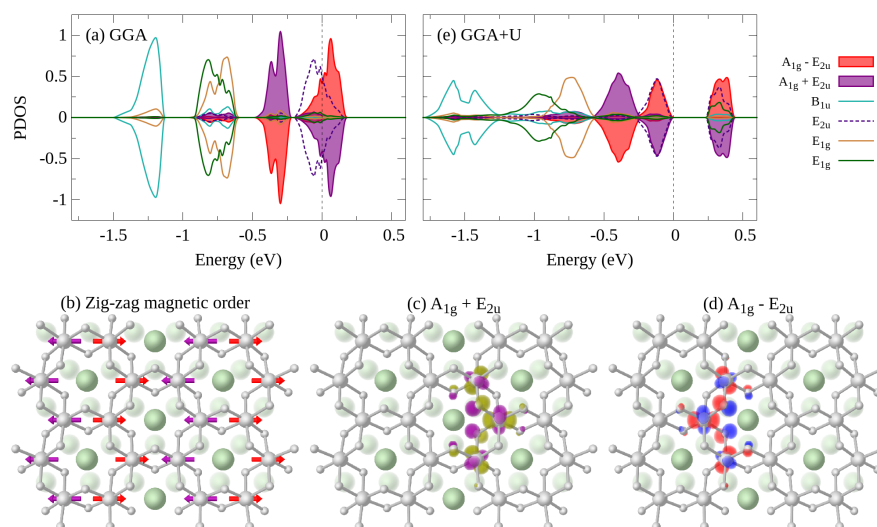 (a) GGA
(e) GGA+U
PDOS
1
0.5
0
-0.5
-1
-1.5
-1
-0.5
0
0.5
Energy (eV)
-1.5
-1
-0.5
0
0.5
Energy (eV)
A1g - E2u
A1g + E2u
B1u
E2u
E1g
E1g
(b) Zig-zag magnetic order
(c) A1g + E2u
(d) A1g - E2u